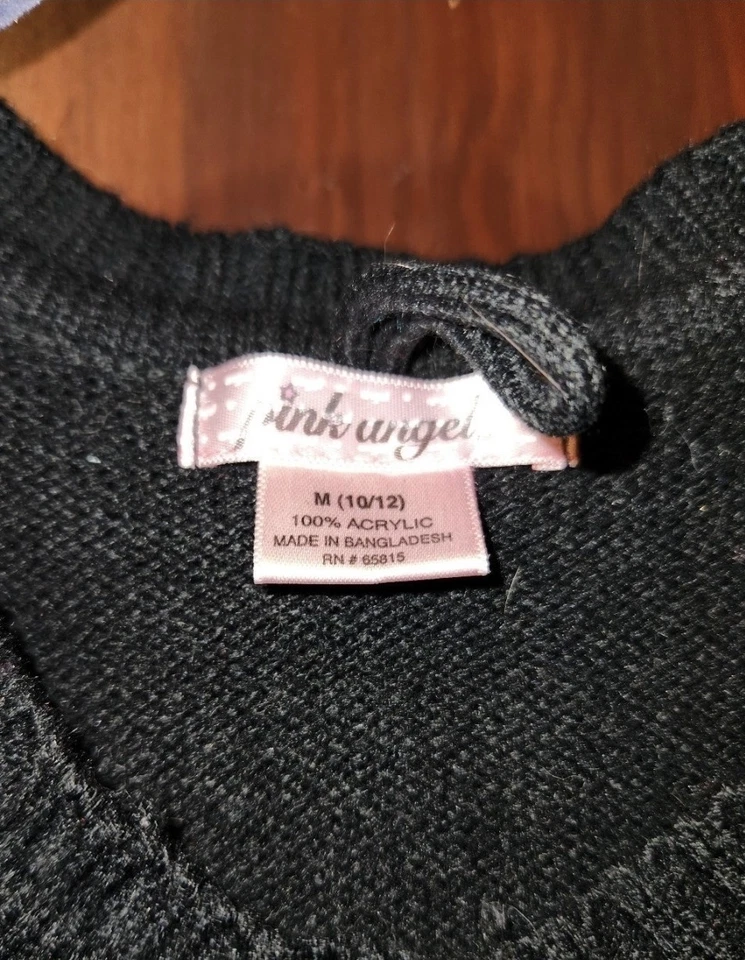 pink angel
M (10/12)
100% ACRYLIC
MADE IN BANGLADESH
RN # 65815